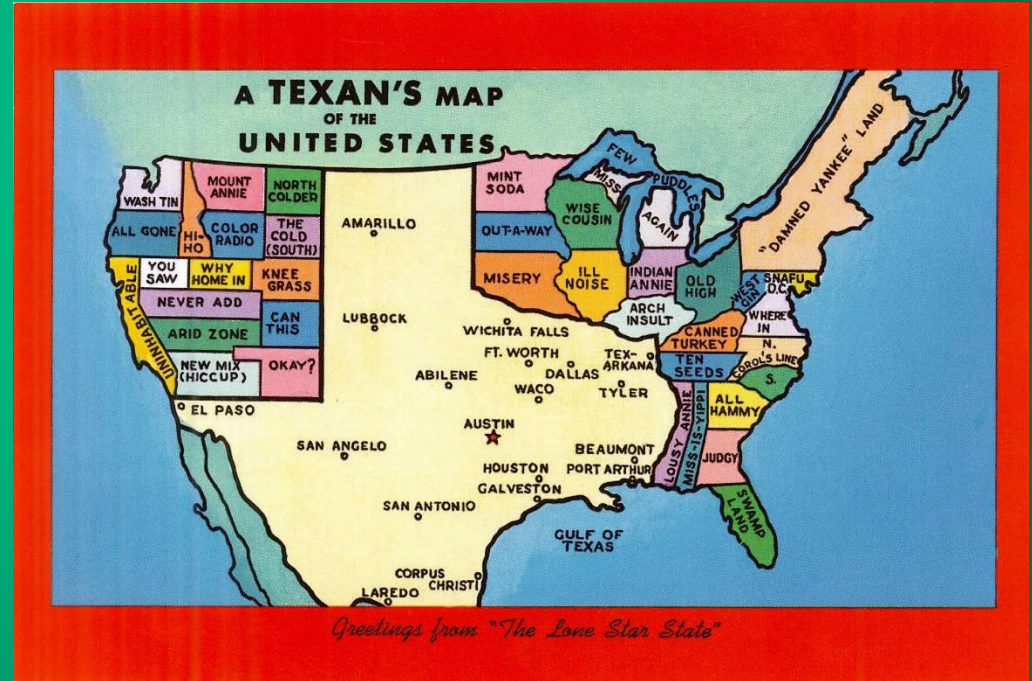 A TEXAN'S MAP
OF THE
UNITED STATES
WASH TIN
ALL GONE
HI-
HO
MOUNT
ANNIE
COLOR
RADIO
NORTH
COLDER
THE
COLD
(SOUTH)
UNINHABIT ABLE
YOU
SAW
WHY
HOME IN
KNEE
GRASS
NEVER ADD
ARID ZONE
CAN
THIS
NEW MIX
(HICCUP)
OKAY?
AMARILLO
LUBBOCK
WICHITA FALLS
FT. WORTH
DALLAS
TEX-
ARKANA
ABILENE
WACO
TYLER
EL PASO
AUSTIN
SAN ANGELO
BEAUMONT
HOUSTON
PORT ARTHUR
GALVESTON
SAN ANTONIO
CORPUS
CHRISTI
LAREDO
GULF OF
TEXAS
MINT
SODA
OUT-A-WAY
MISERY
FEW
PUDDLES
MISS
AGAIN
WISE
COUSIN
ILL
NOISE
INDIAN
ANNIE
OLD
HIGH
ARCH
INSULT
"DAMNED YANKEE" LAND
WEST
GIN
SNAFU
D.C.
WHERE
IN
CANNED
TURKEY
N.
COROL'S LINE
S.
TEN
SEEDS
LOUSY ANNIE
MISS-IS-YIPPI
ALL
HAMMY
JUDGY
SWAMP
LAND
Greetings from "The Lone Star State"